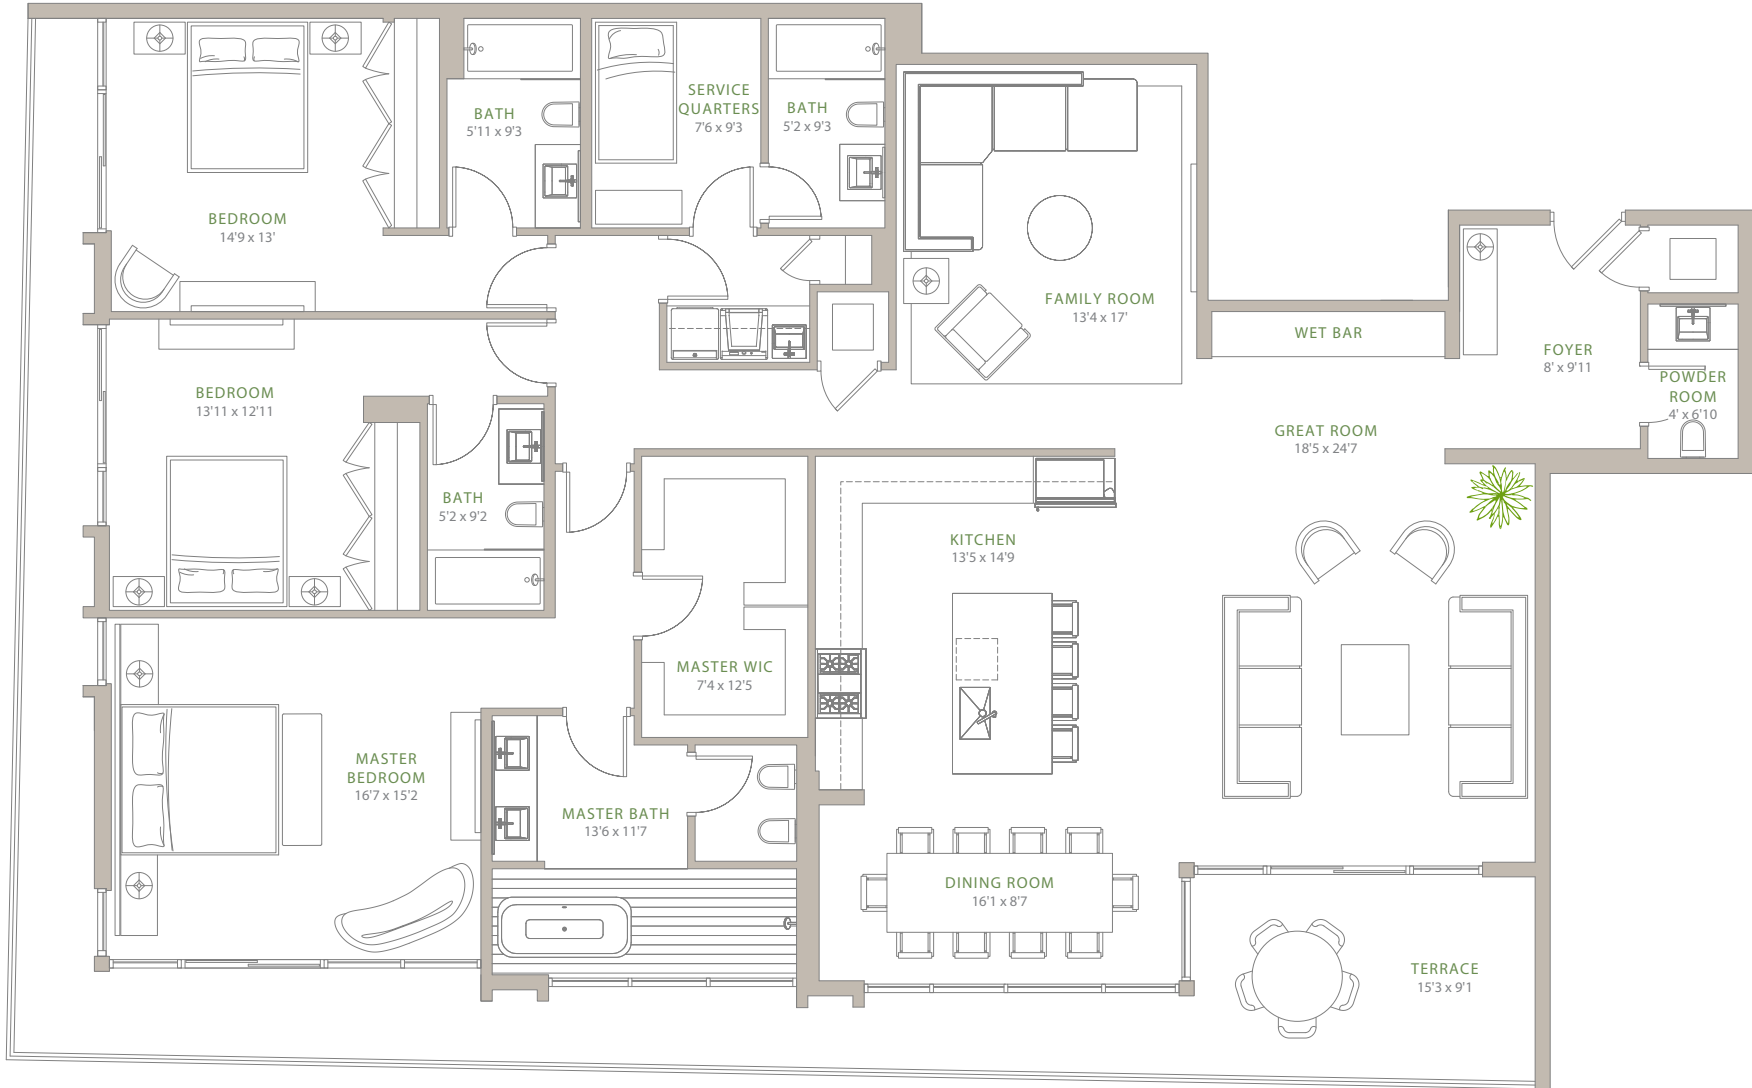 BATH
5'11 x 9'3
SERVICE
QUARTERS
7'6 x 9'3
BATH
5'2 x 9'3
BEDROOM
14'9 x 13'
FAMILY ROOM
13'4 x 17'
WET BAR
FOYER
8' x 9'11
POWDER
ROOM
4' x 6'10
BEDROOM
13'11 x 12'11
GREAT ROOM
18'5 x 24'7
BATH
5'2 x 9'2
KITCHEN
13'5 x 14'9
MASTER WIC
7'4 x 12'5
MASTER
BEDROOM
16'7 x 15'2
MASTER BATH
13'6 x 11'7
DINING ROOM
16'1 x 8'7
TERRACE
15'3 x 9'1